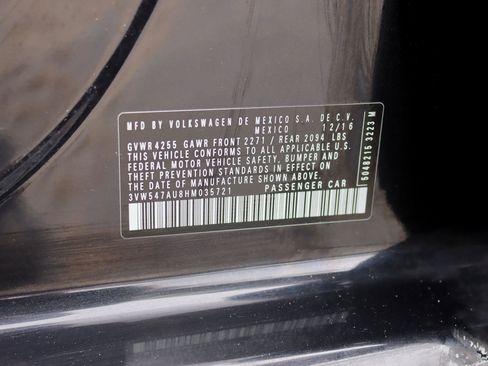 MFD BY VOLKSWAGEN DE MEXICO S.A. DE C.V.
MEXICO 12/16
GVWR4255 GAWR FRONT 2271 / REAR 2094 LBS
THIS VEHICLE CONFORMS TO ALL APPLICABLE U.S.
FEDERAL MOTOR VEHICLE SAFETY, BUMPER AND
THEFT PREVENTION STANDARDS IN EFFECT ON
THE DATE OF MANUFACTURE SHOWN ABOVE.
3VW547AU8HM035721 PASSENGER CAR
5048215 3223 M